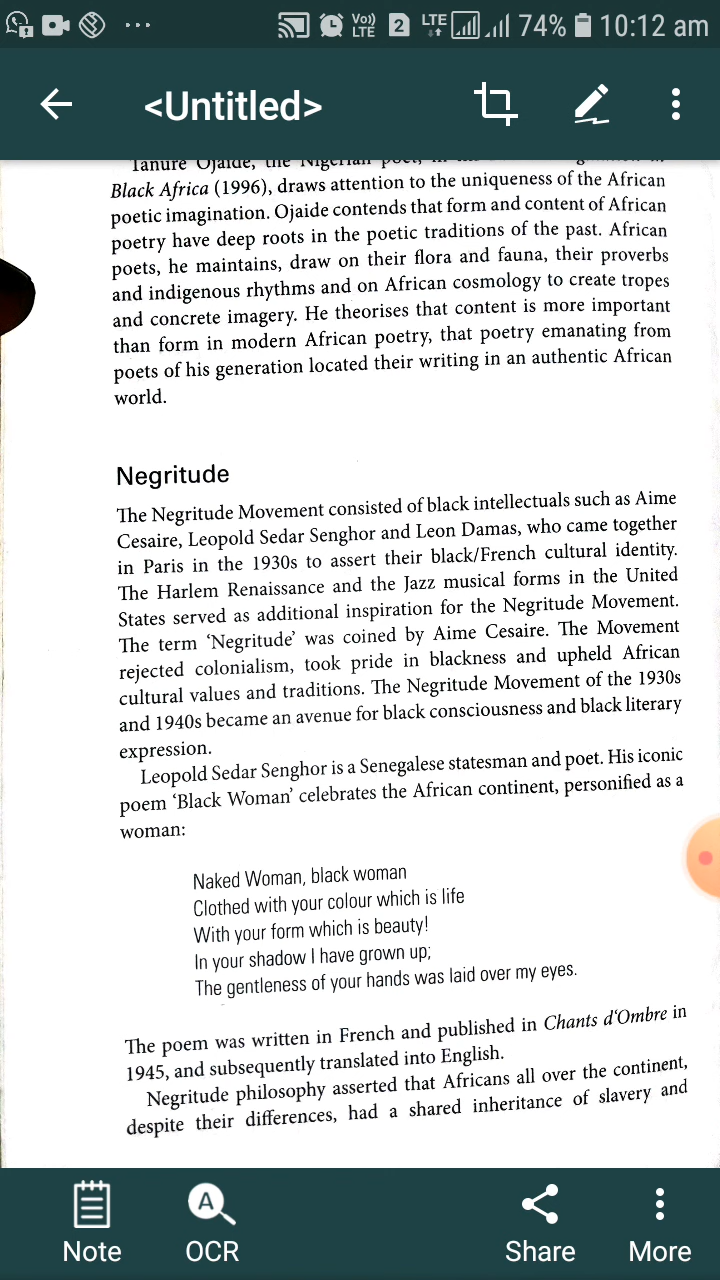 VoLTE 2 LTE 74% 10:12 am
<Untitled>
Tanure Ojaide, the Nigerian poet,
Black Africa (1996), draws attention to the uniqueness of the African
poetic imagination. Ojaide contends that form and content of African
poetry have deep roots in the poetic traditions of the past. African
poets, he maintains, draw on their flora and fauna, their proverbs
and indigenous rhythms and on African cosmology to create tropes
and concrete imagery. He theorises that content is more important
than form in modern African poetry, that poetry emanating from
poets of his generation located their writing in an authentic African
world.
Negritude
The Negritude Movement consisted of black intellectuals such as Aime
Cesaire, Leopold Sedar Senghor and Leon Damas, who came together
in Paris in the 1930s to assert their black/French cultural identity.
The Harlem Renaissance and the Jazz musical forms in the United
States served as additional inspiration for the Negritude Movement.
The term ‘Negritude’ was coined by Aime Cesaire. The Movement
rejected colonialism, took pride in blackness and upheld African
cultural values and traditions. The Negritude Movement of the 1930s
and 1940s became an avenue for black consciousness and black literary
expression.
Leopold Sedar Senghor is a Senegalese statesman and poet. His iconic
poem ‘Black Woman’ celebrates the African continent, personified as a
woman:
Naked Woman, black woman
Clothed with your colour which is life
With your form which is beauty!
In your shadow I have grown up;
The gentleness of your hands was laid over my eyes.
The poem was written in French and published in Chants d‘Ombre in
1945, and subsequently translated into English.
Negritude philosophy asserted that Africans all over the continent,
despite their differences, had a shared inheritance of slavery and
Note OCR Share More